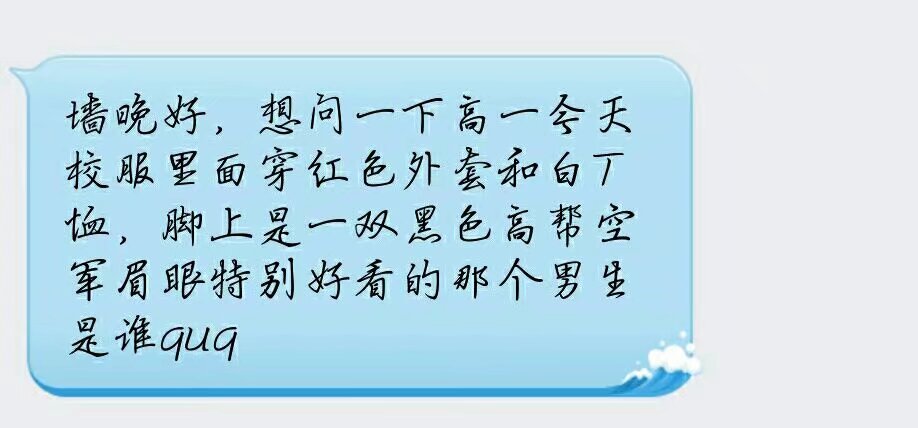 墙晚好，想问一下高一今天
校服里面穿红色外套和白丁
恤，脚上是一双黑色高帮空
军眉眼特别好看的那个男生
是谁quq